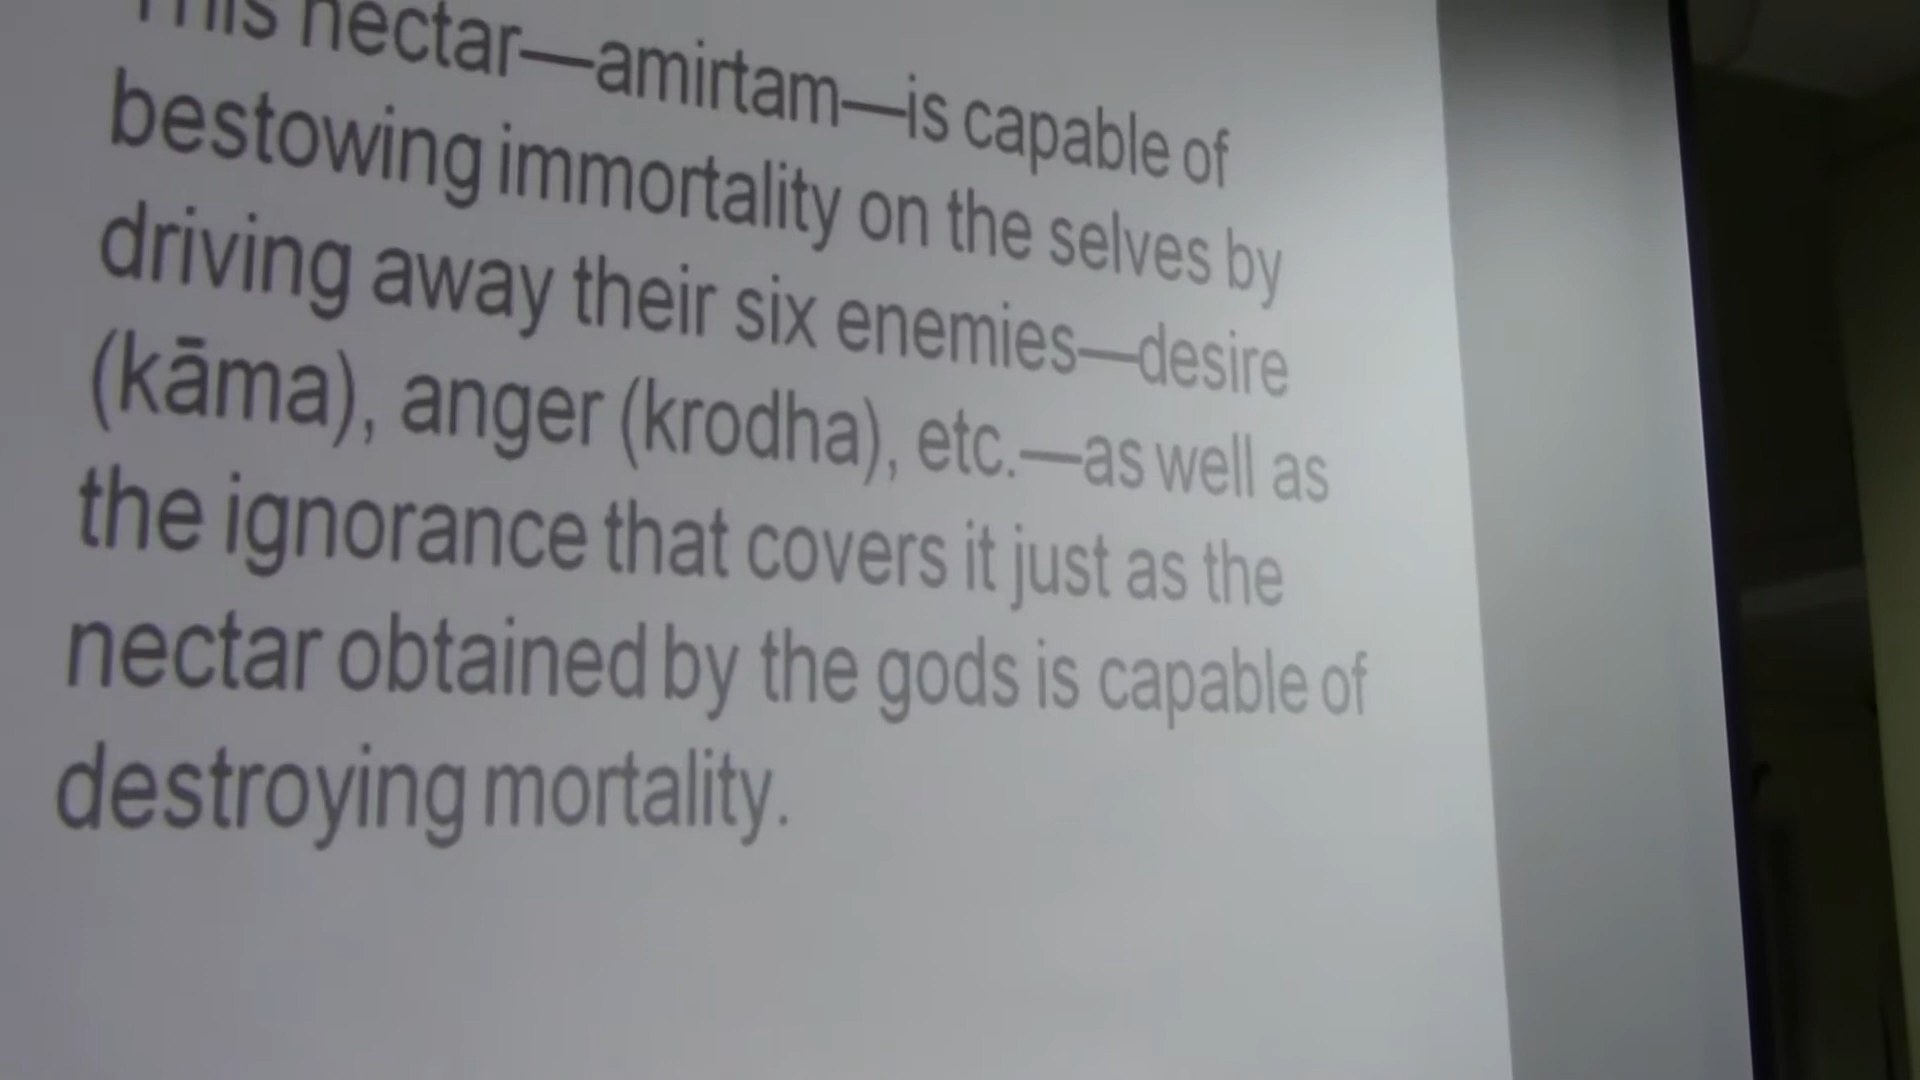 This nectar—amirtam—is capable of
bestowing immortality on the selves by
driving away their six enemies—desire
(kāma), anger (krodha), etc.—as well as
the ignorance that covers it just as the
nectar obtained by the gods is capable of
destroying mortality.